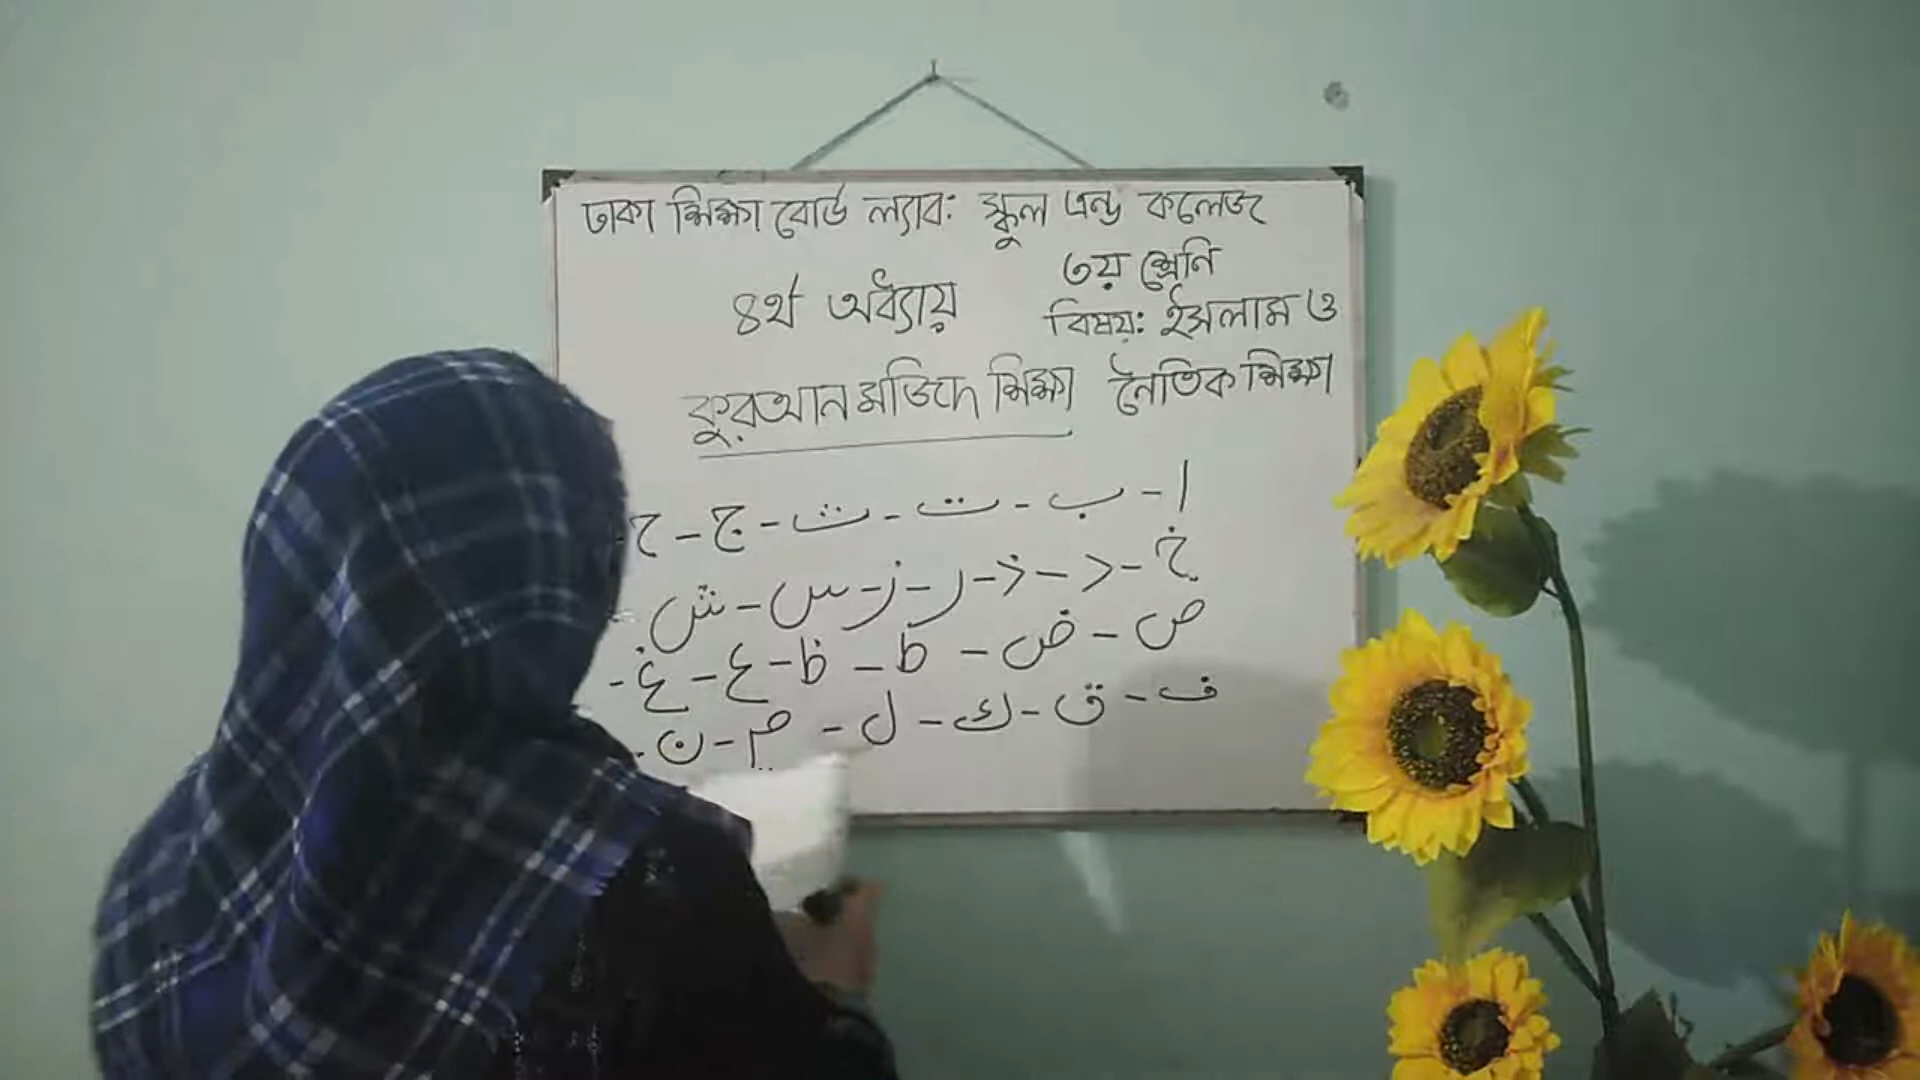 ঢাকা শিক্ষা বোর্ড ল্যাব: স্কুল এন্ড কলেজ
৩য় শ্রেনি
৪র্থ অধ্যায়
বিষয়: ইসলাম ও
নৈতিক শিক্ষা
কুরআন মজিদ শিক্ষা
ا - ب - ت - ث - ج - ح -
خ - د - ذ - ر - ز - س - ش -
ص - ض - ط - ظ - ع - غ -
ف - ق - ك - ل - م - ن -